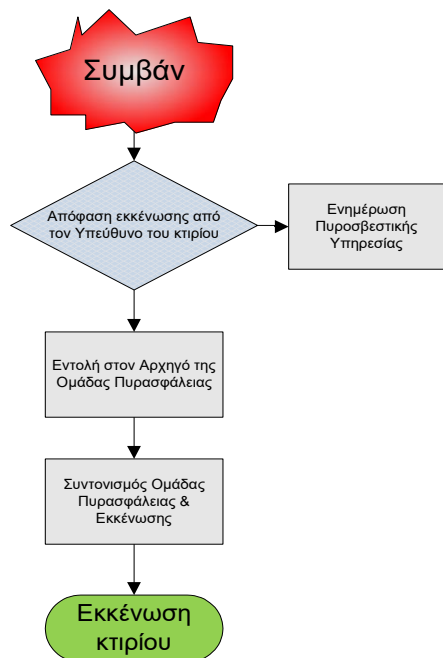 Συμβάν
Απόφαση εκκένωσης από
τον Υπεύθυνο του κτιρίου
Ενημέρωση
Πυροσβεστικής
Υπηρεσίας
Εντολή στον Αρχηγό της
Ομάδας Πυρασφάλειας
Συντονισμός Ομάδας
Πυρασφάλειας &
Εκκένωσης
Εκκένωση
κτιρίου